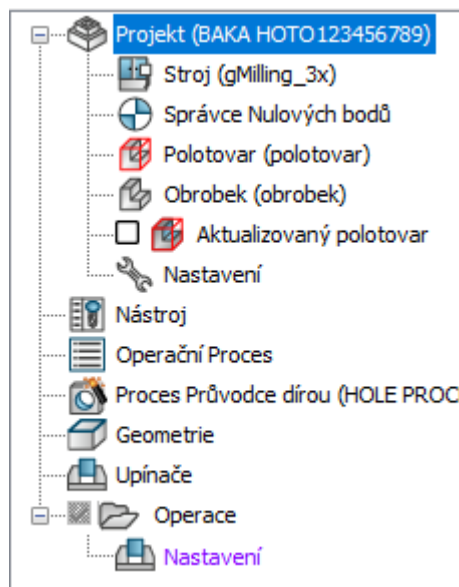 Projekt (BAKA HOTO123456789)
Stroj (gMilling_3x)
Správce Nulových bodů
Polotovar (polotovar)
Obrobek (obrobek)
Aktualizovaný polotovar
Nastavení
Nástroj
Operační Proces
Proces Průvodce dírou (HOLE PROC
Geometrie
Upínače
Operace
Nastavení